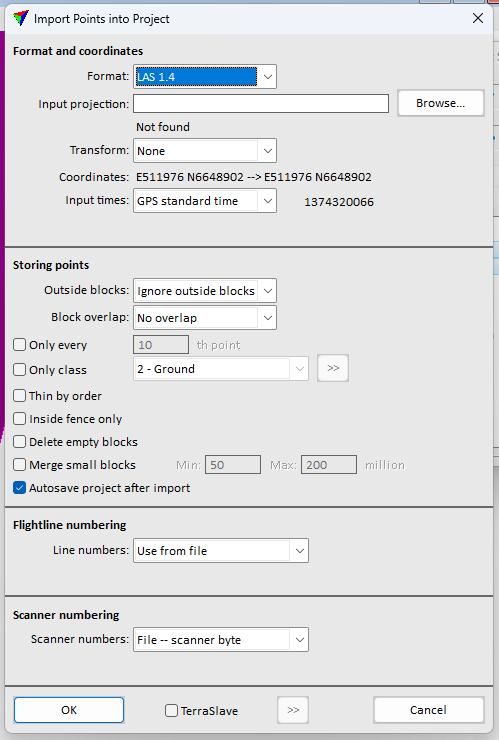 Import Points into Project
Format and coordinates
Format: LAS 1.4
Input projection: Browse...
Not found
Transform: None
Coordinates: E511976 N6648902 --> E511976 N6648902
Input times: GPS standard time 1374320066
Storing points
Outside blocks: Ignore outside blocks
Block overlap: No overlap
Only every 10 th point
Only class 2 - Ground >>
Thin by order
Inside fence only
Delete empty blocks
Merge small blocks Min: 50 Max: 200 million
Autosave project after import
Flightline numbering
Line numbers: Use from file
Scanner numbering
Scanner numbers: File -- scanner byte
OK TerraSlave >> Cancel